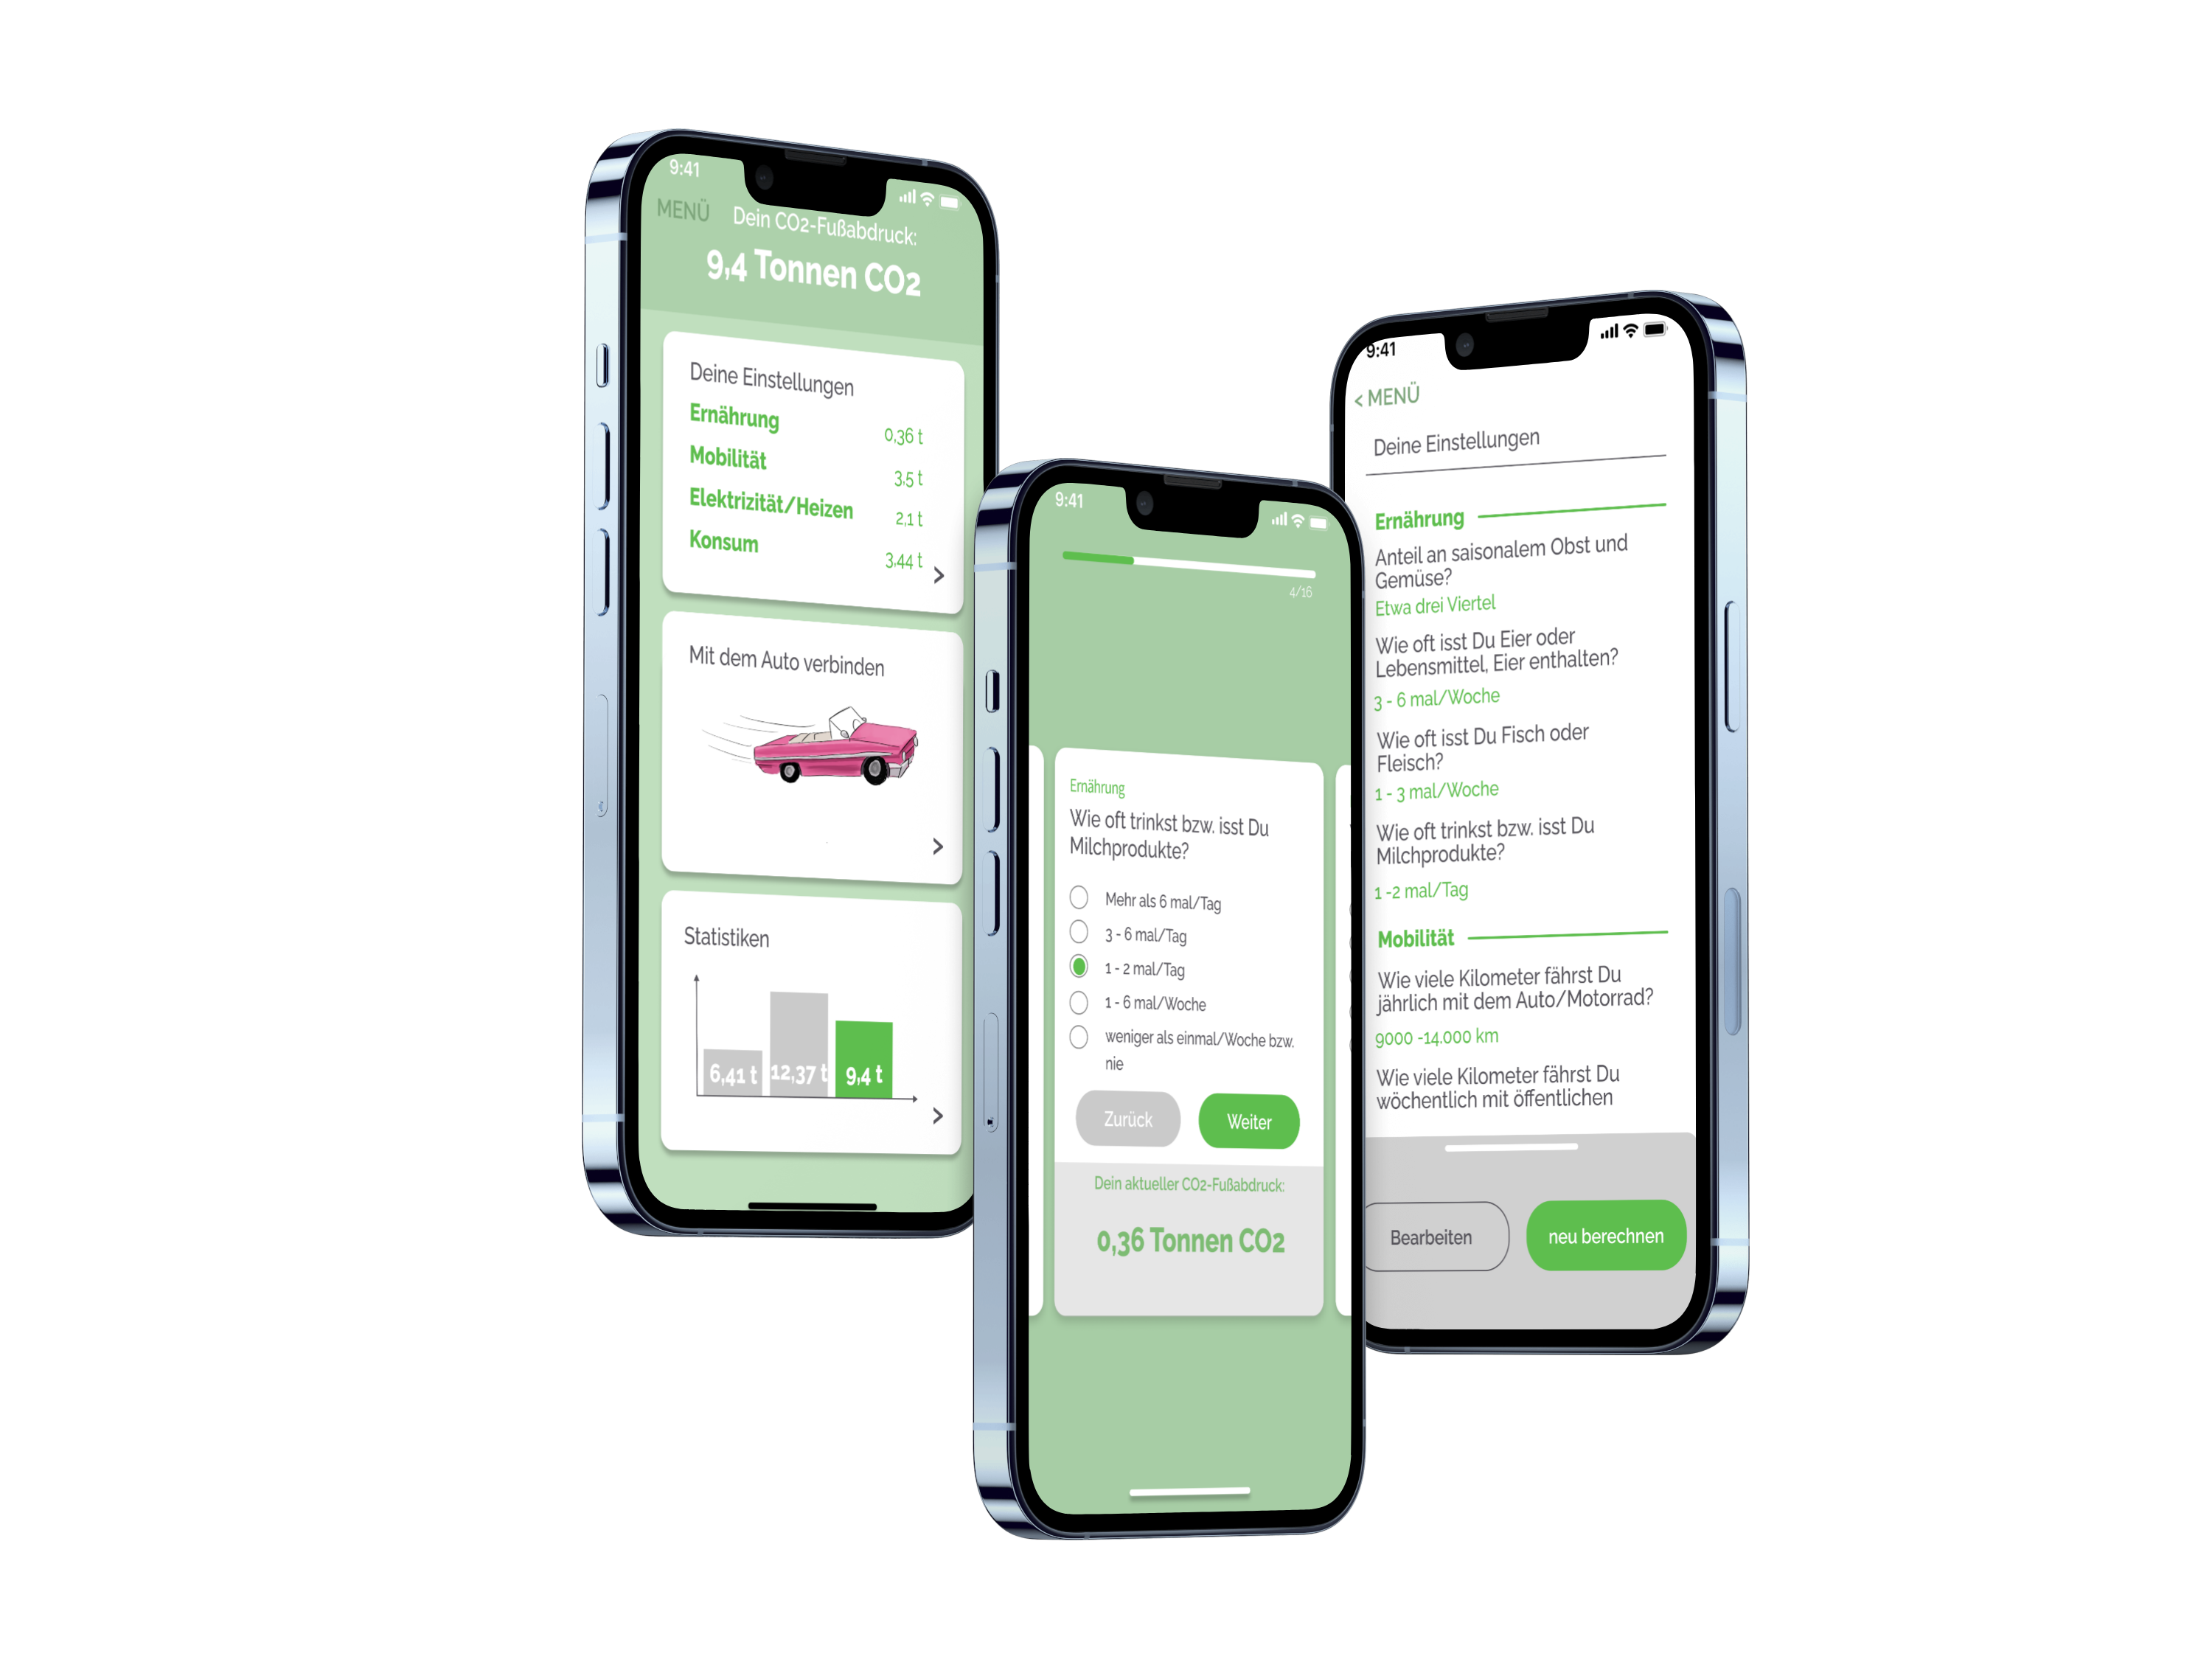 9:41
MENÜ
Dein CO2-Fußabdruck:
9,4 Tonnen CO2
Deine Einstellungen
Ernährung 0,36 t
Mobilität 3,5 t
Elektrizität/Heizen 2,1 t
Konsum 3,44 t
>
Mit dem Auto verbinden
>
Statistiken
6,41 t 12,37 t 9,4 t
>
9:41
4/16
Ernährung
Wie oft trinkst bzw. isst Du
Milchprodukte?
Mehr als 6 mal/Tag
3 - 6 mal/Tag
1 - 2 mal/Tag
1 - 6 mal/Woche
weniger als einmal/Woche bzw.
nie
Zurück Weiter
Dein aktueller CO2-Fußabdruck:
0,36 Tonnen CO2
9:41
< MENÜ
Deine Einstellungen
Ernährung
Anteil an saisonalem Obst und
Gemüse?
Etwa drei Viertel
Wie oft isst Du Eier oder
Lebensmittel, Eier enthalten?
3 - 6 mal/Woche
Wie oft isst Du Fisch oder
Fleisch?
1 - 3 mal/Woche
Wie oft trinkst bzw. isst Du
Milchprodukte?
1 -2 mal/Tag
Mobilität
Wie viele Kilometer fährst Du
jährlich mit dem Auto/Motorrad?
9000 -14.000 km
Wie viele Kilometer fährst Du
wöchentlich mit öffentlichen
Bearbeiten neu berechnen